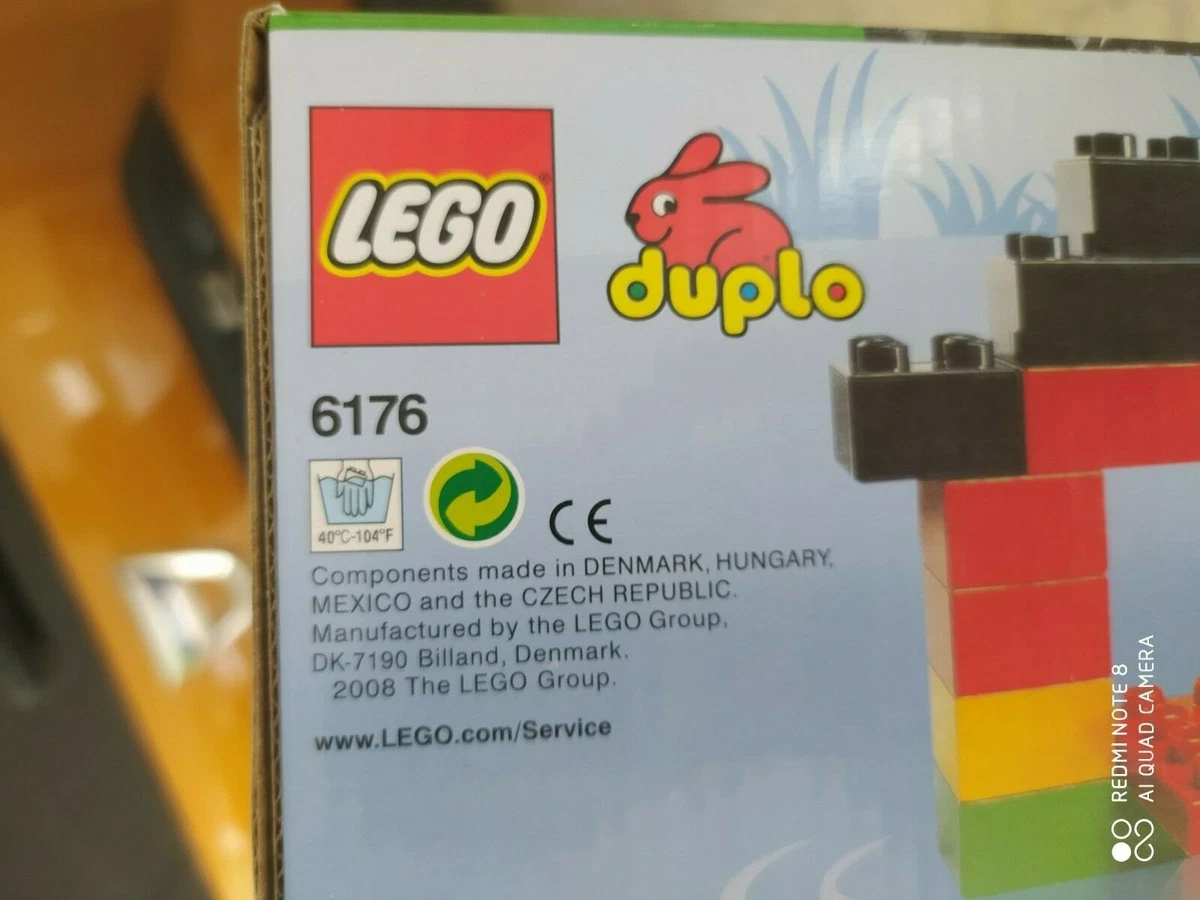 LEGO®
duplo
6176
40°C-104°F
CE
Components made in DENMARK, HUNGARY,
MEXICO and the CZECH REPUBLIC.
Manufactured by the LEGO Group,
DK-7190 Billand, Denmark.
2008 The LEGO Group.
www.LEGO.com/Service
REDMI NOTE 8
AI QUAD CAMERA